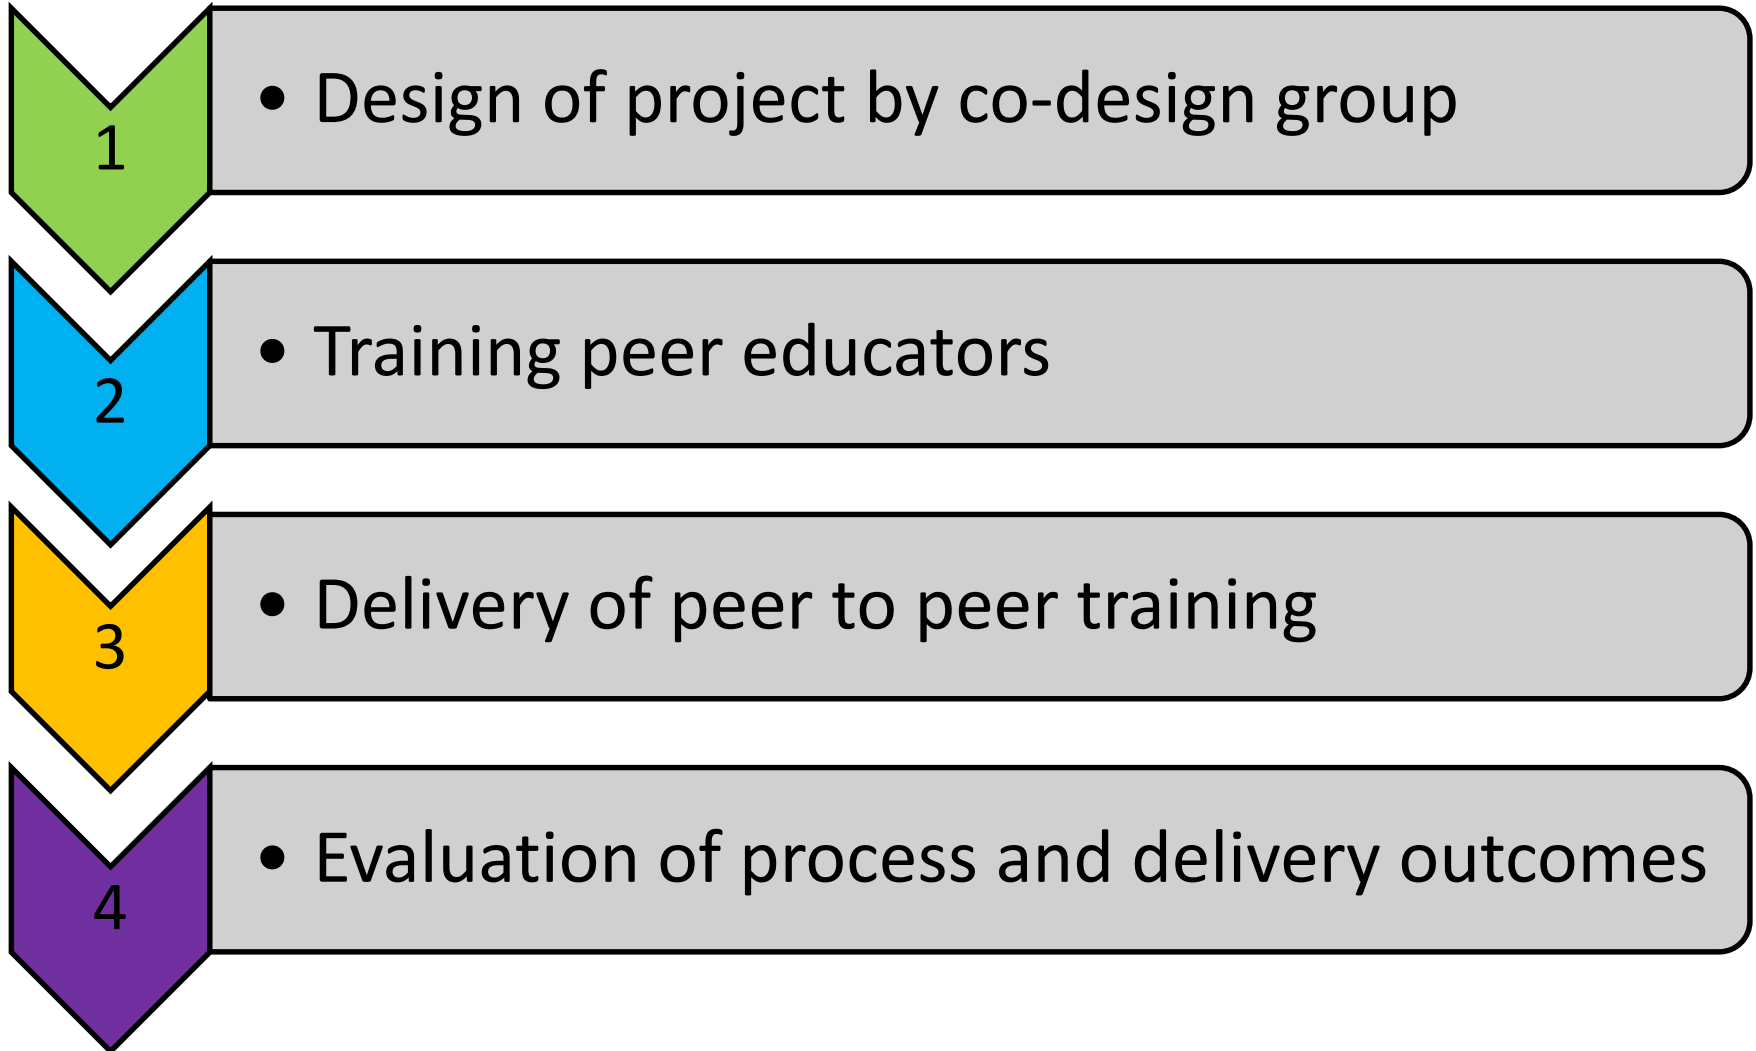 1
• Design of project by co-design group
2
• Training peer educators
3
• Delivery of peer to peer training
4
• Evaluation of process and delivery outcomes